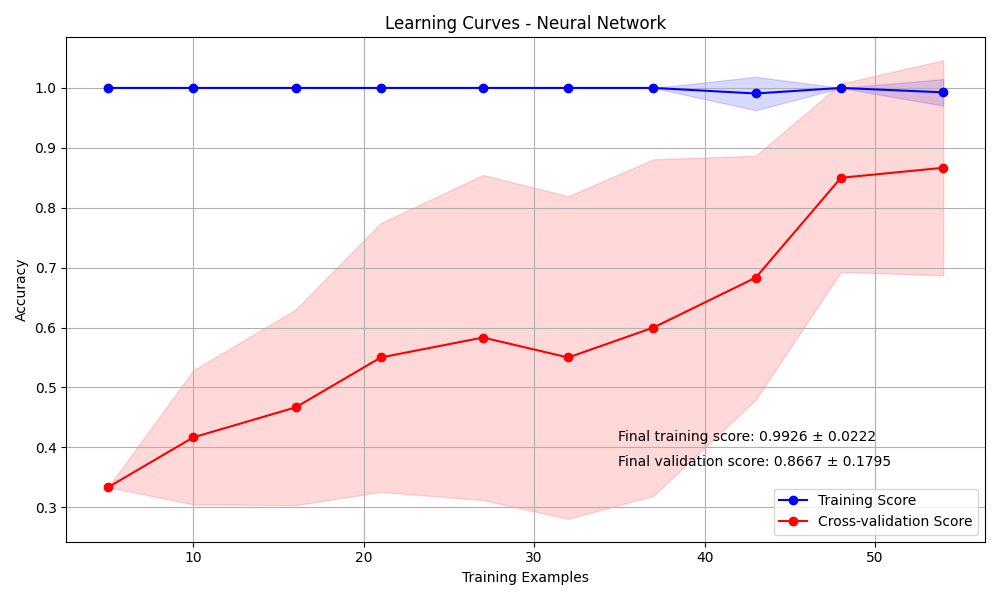 Learning Curves - Neural Network
1.0
0.9
0.8
0.7
0.6
0.5
0.4
0.3
Accuracy
Final training score: 0.9926 ± 0.0222
Final validation score: 0.8667 ± 0.1795
Training Score
Cross-validation Score
10 20 30 40 50
Training Examples